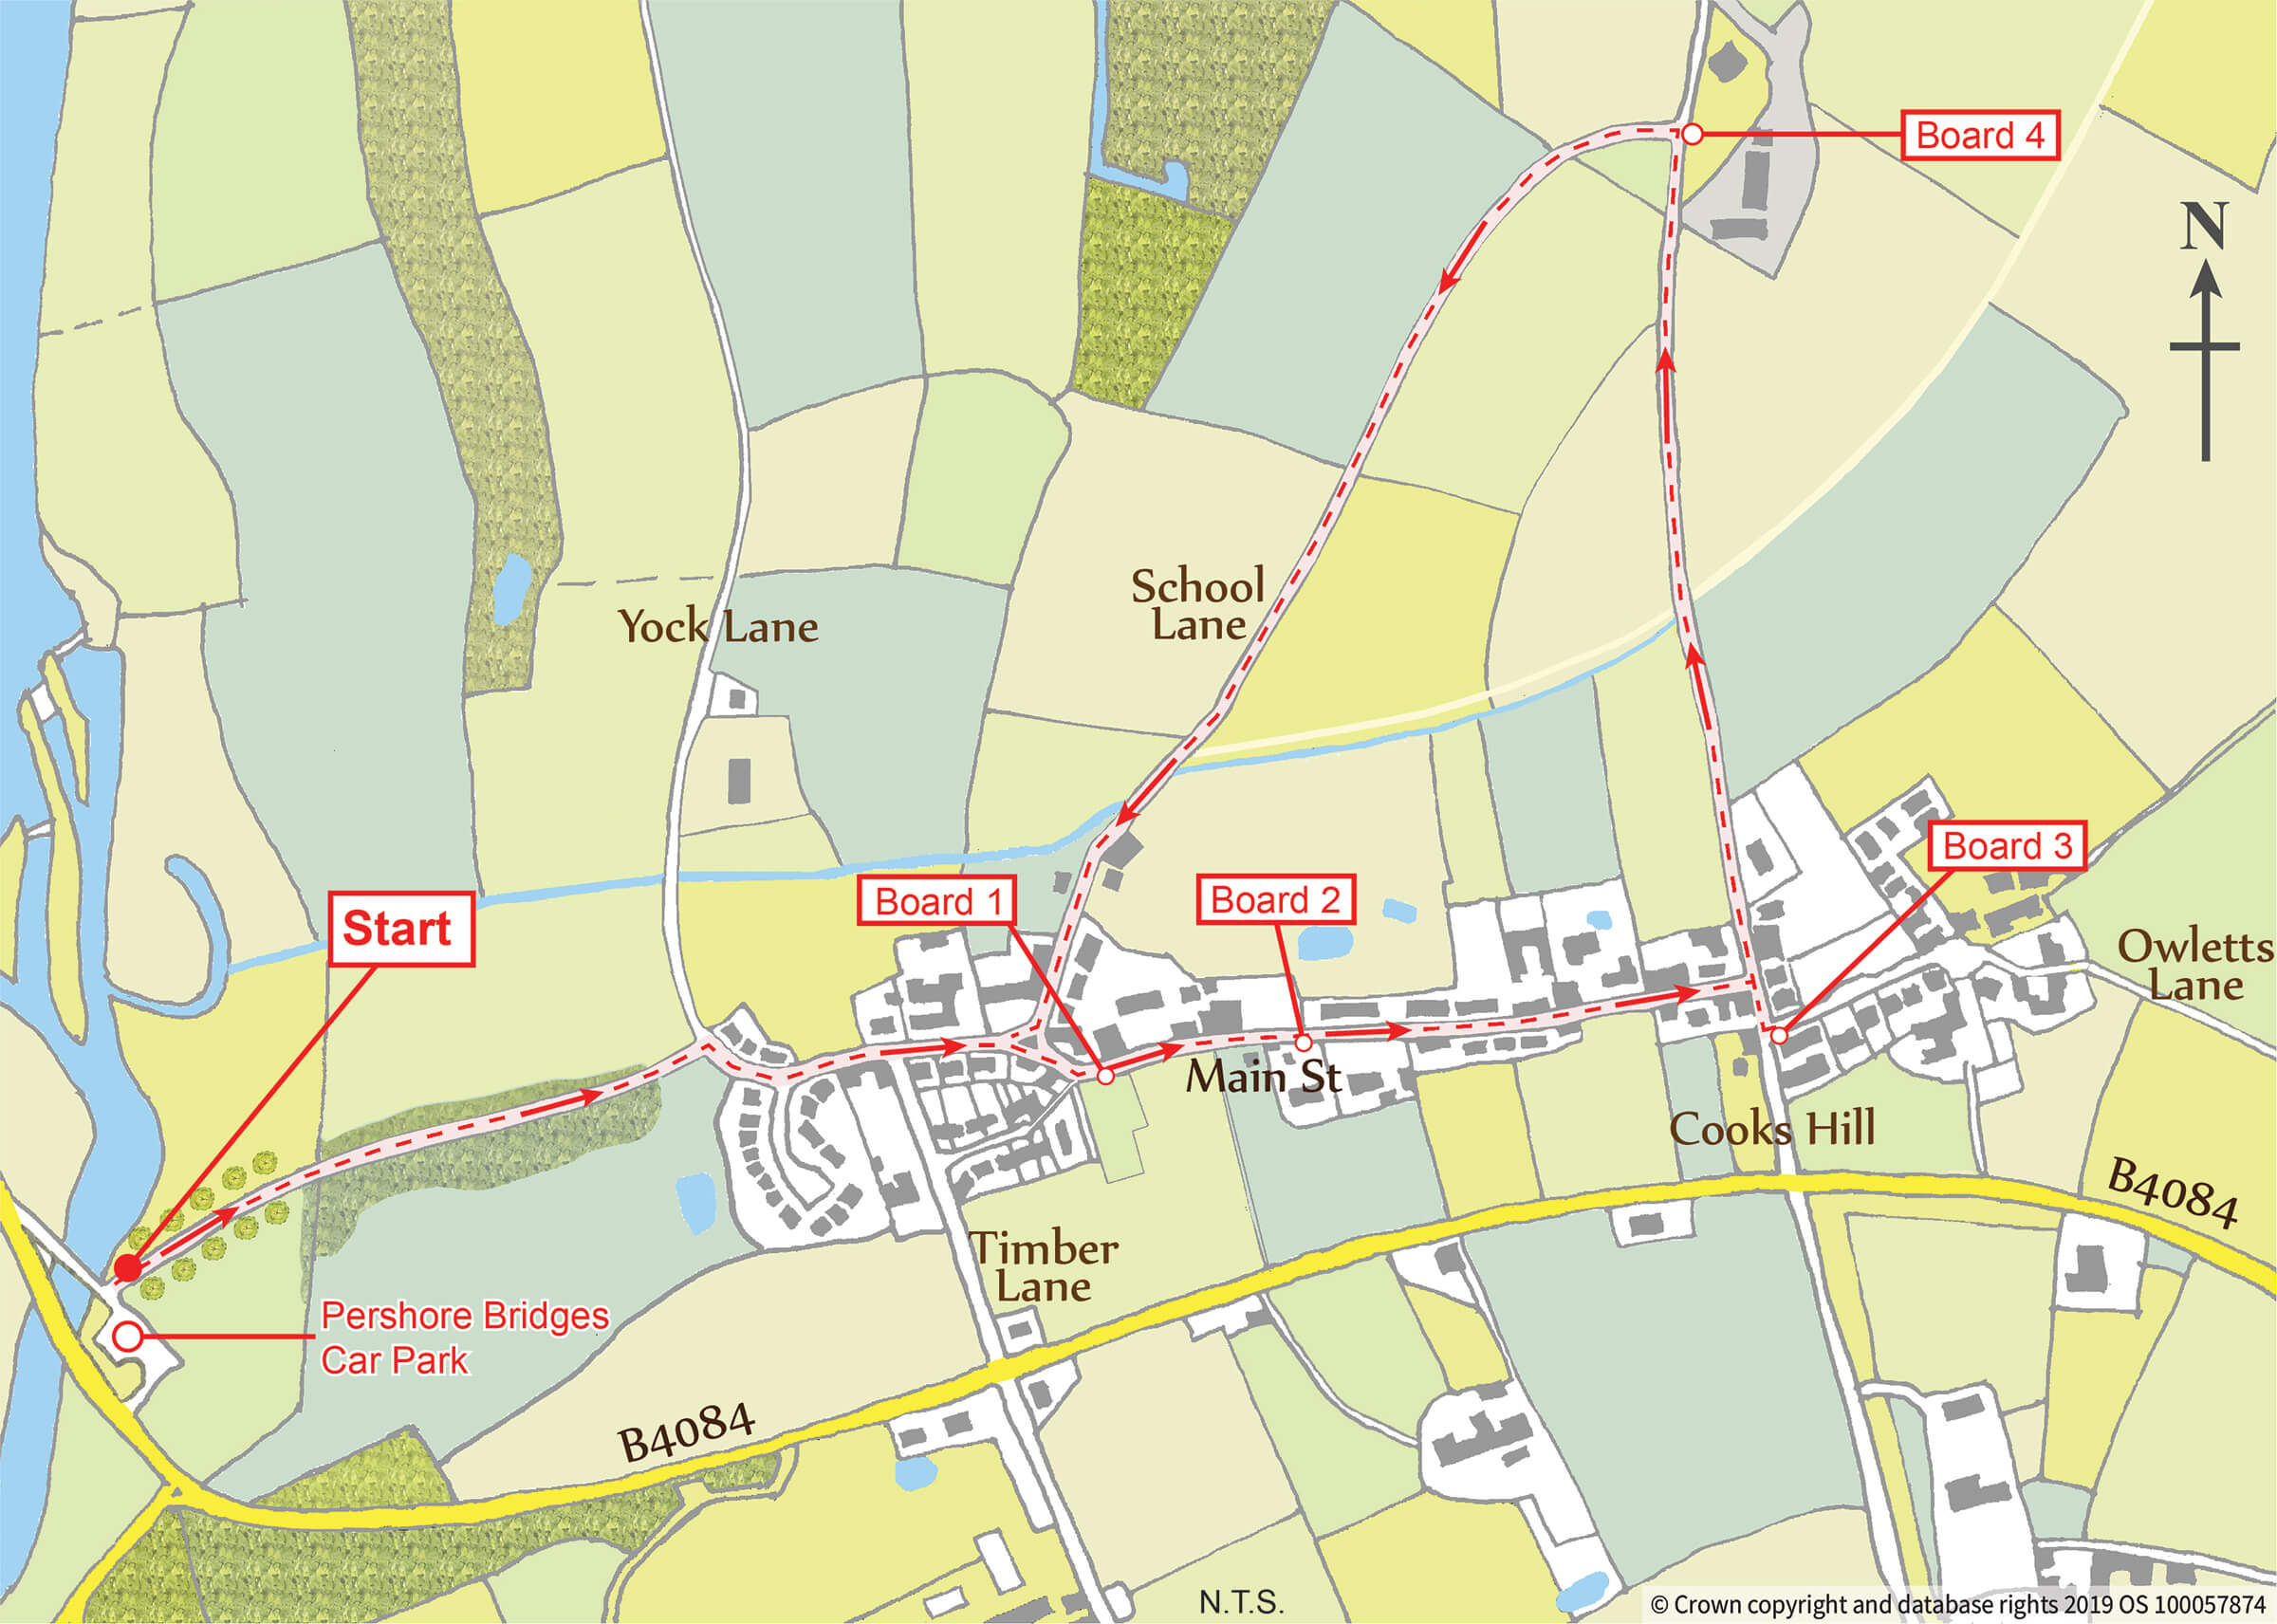 Board 4
N
School
Lane
Yock Lane
Board 3
Board 1
Board 2
Start
Owletts
Lane
Main St
Cooks Hill
B4084
Timber
Lane
Pershore Bridges
Car Park
B4084
N.T.S.
© Crown copyright and database rights 2019 OS 100057874